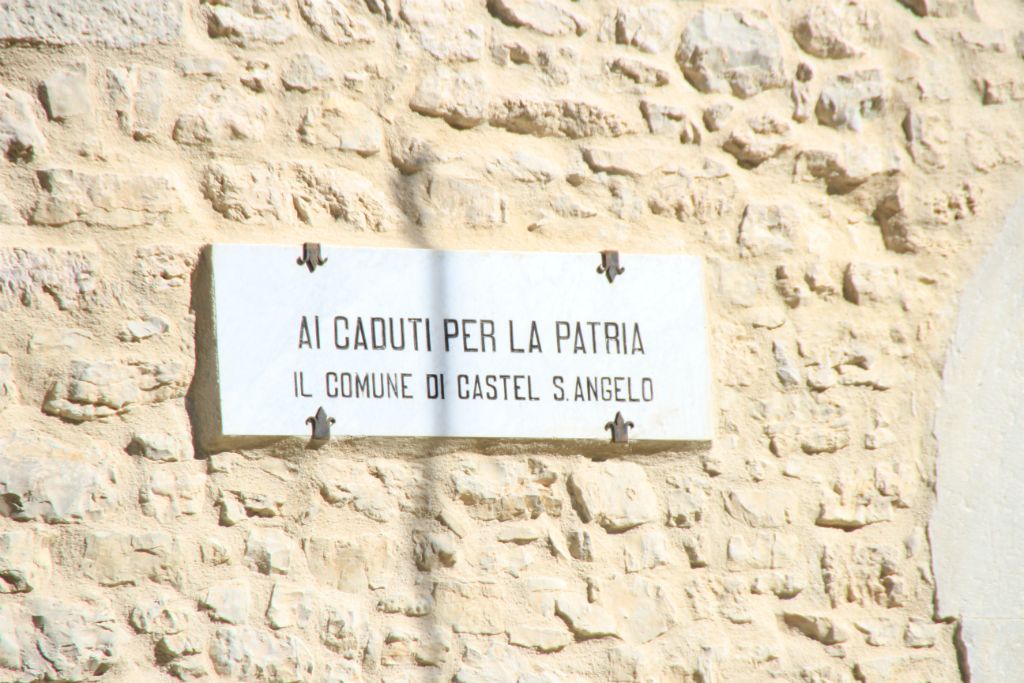 AI CADUTI PER LA PATRIA
IL COMUNE DI CASTEL S. ANGELO